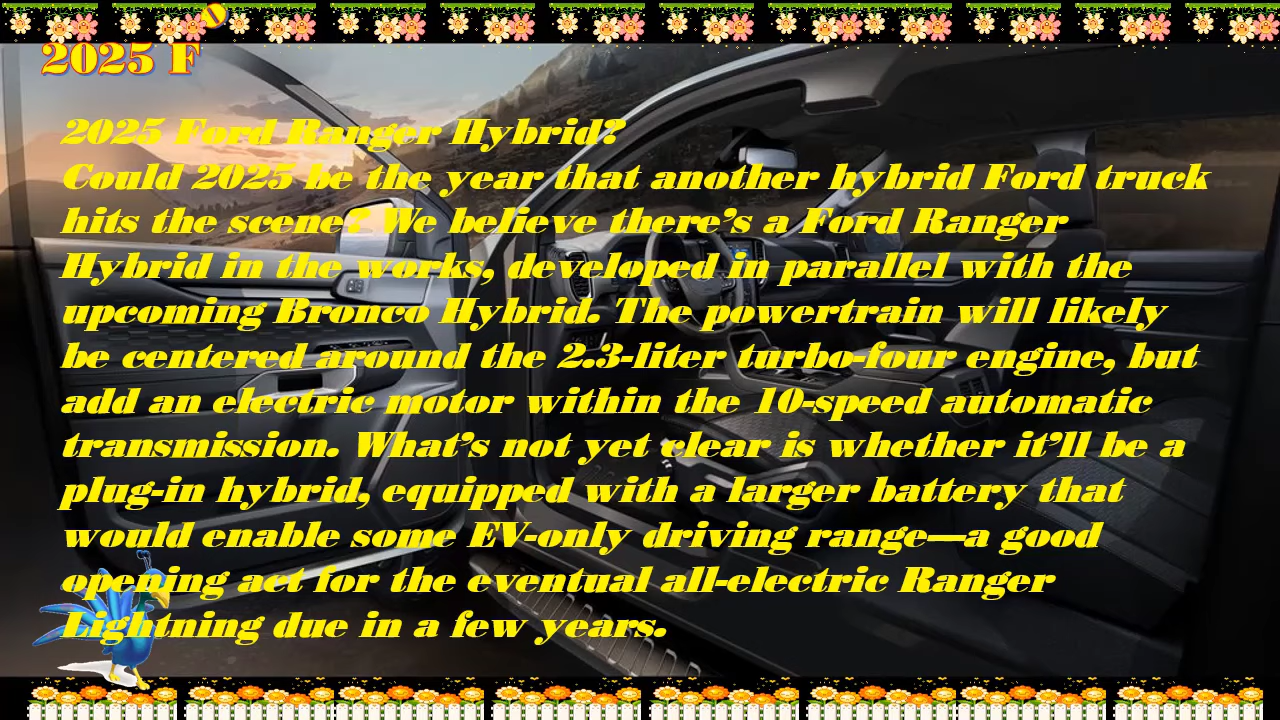 2025 F
2025 Ford Ranger Hybrid?
Could 2025 be the year that another hybrid Ford truck
hits the scene? We believe there’s a Ford Ranger
Hybrid in the works, developed in parallel with the
upcoming Bronco Hybrid. The powertrain will likely
be centered around the 2.3-liter turbo-four engine, but
add an electric motor within the 10-speed automatic
transmission. What’s not yet clear is whether it’ll be a
plug-in hybrid, equipped with a larger battery that
would enable some EV-only driving range—a good
opening act for the eventual all-electric Ranger
Lightning due in a few years.